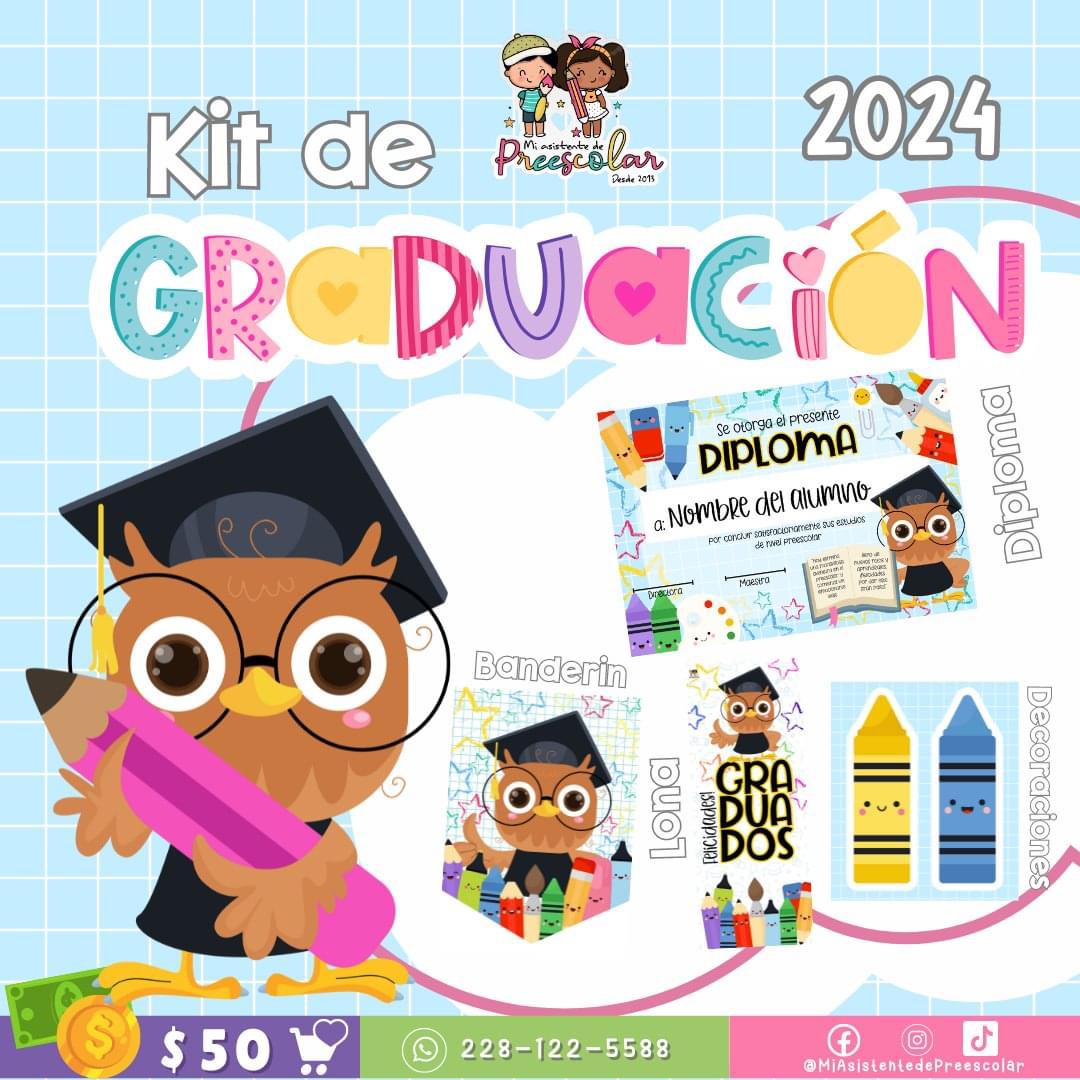 Kit de
Mi asistente de
Preescolar
Desde 2013
2024
GRaDUaCIÓN
Se otorga el presente
DIPLOMA
a: Nombre del alumno
Por concluir satisfactoriamente sus estudios
de nivel preescolar
Directora
Maestra
Diploma
Banderin
Lona
Felicidades!
GRA
DUA
DOS
Decoraciones
$
$ 50
228-122-5588
@MiAsistentedePreescolar